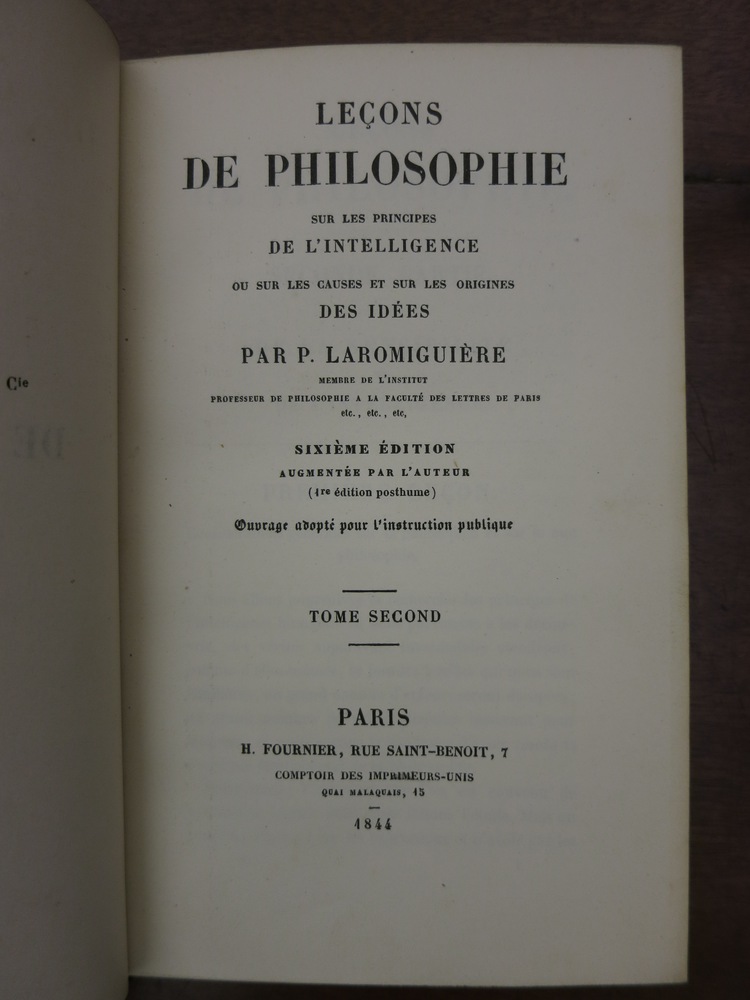 Cie
LEÇONS
DE PHILOSOPHIE
SUR LES PRINCIPES
DE L'INTELLIGENCE
OU SUR LES CAUSES ET SUR LES ORIGINES
DES IDÉES
PAR P. LAROMIGUIÈRE
MEMBRE DE L'INSTITUT
PROFESSEUR DE PHILOSOPHIE A LA FACULTÉ DES LETTRES DE PARIS
etc., etc., etc,
SIXIÈME ÉDITION
AUGMENTÉE PAR L'AUTEUR
(1re édition posthume)
Ouvrage adopté pour l'instruction publique
TOME SECOND
PARIS
H. FOURNIER, RUE SAINT-BENOIT, 7
COMPTOIR DES IMPRIMEURS-UNIS
QUAI MALAQUAIS, 15
1844